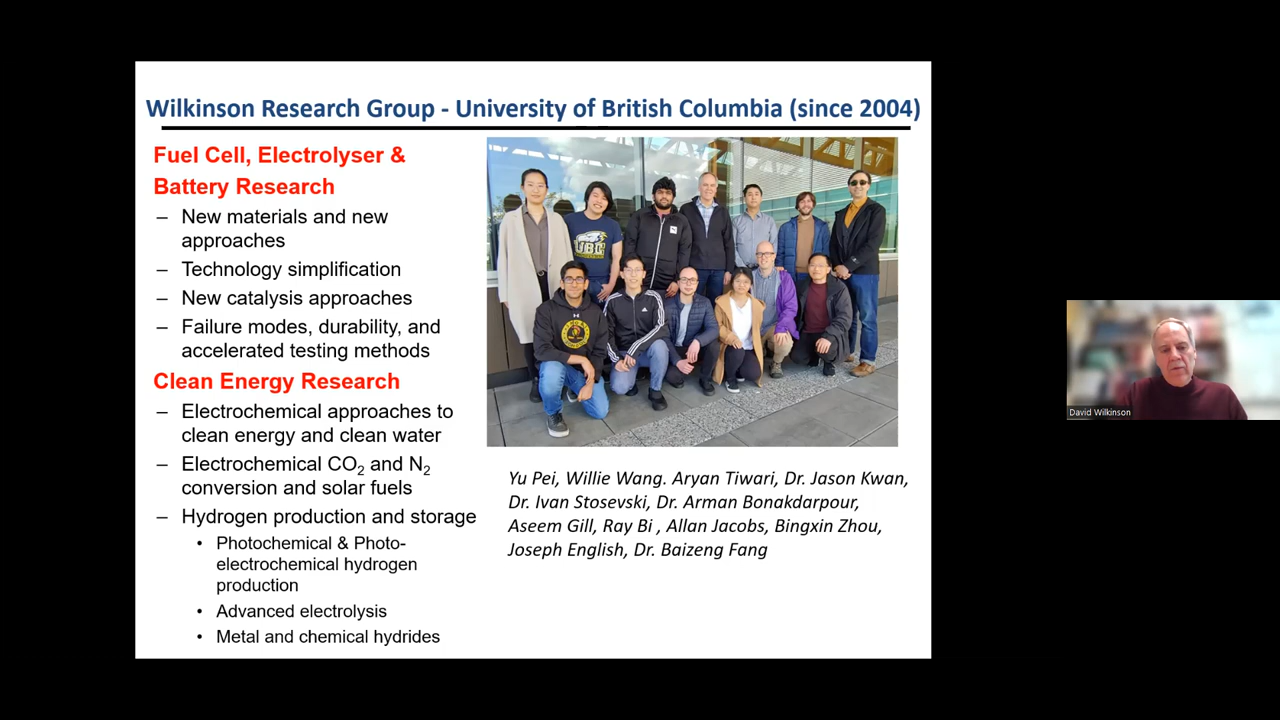 Wilkinson Research Group - University of British Columbia (since 2004)
Fuel Cell, Electrolyser &
Battery Research
– New materials and new
approaches
– Technology simplification
– New catalysis approaches
– Failure modes, durability, and
accelerated testing methods
Clean Energy Research
– Electrochemical approaches to
clean energy and clean water
– Electrochemical CO₂ and N₂
conversion and solar fuels
– Hydrogen production and storage
• Photochemical & Photo-
electrochemical hydrogen
production
• Advanced electrolysis
• Metal and chemical hydrides
UBC
Yu Pei, Willie Wang. Aryan Tiwari, Dr. Jason Kwan,
Dr. Ivan Stosevski, Dr. Arman Bonakdarpour,
Aseem Gill, Ray Bi , Allan Jacobs, Bingxin Zhou,
Joseph English, Dr. Baizeng Fang
David Wilkinson